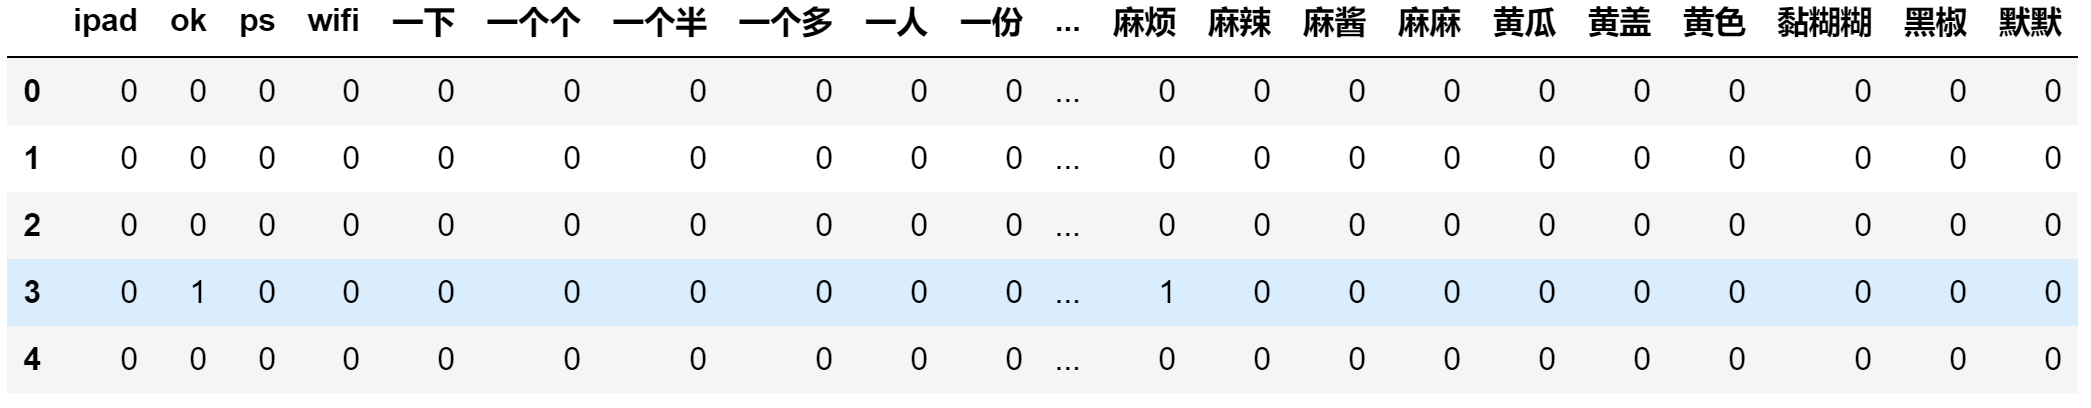 ipad ok ps wifi 一下 一个个 一个半 一个多 一人 一份 ... 麻烦 麻辣 麻酱 麻麻 黄瓜 黄盖 黄色 黏糊糊 黑椒 默默
0 0 0 0 0 0 0 0 0 0 0 ... 0 0 0 0 0 0 0 0 0 0
1 0 0 0 0 0 0 0 0 0 0 ... 0 0 0 0 0 0 0 0 0 0
2 0 0 0 0 0 0 0 0 0 0 ... 0 0 0 0 0 0 0 0 0 0
3 0 1 0 0 0 0 0 0 0 0 ... 1 0 0 0 0 0 0 0 0 0
4 0 0 0 0 0 0 0 0 0 0 ... 0 0 0 0 0 0 0 0 0 0